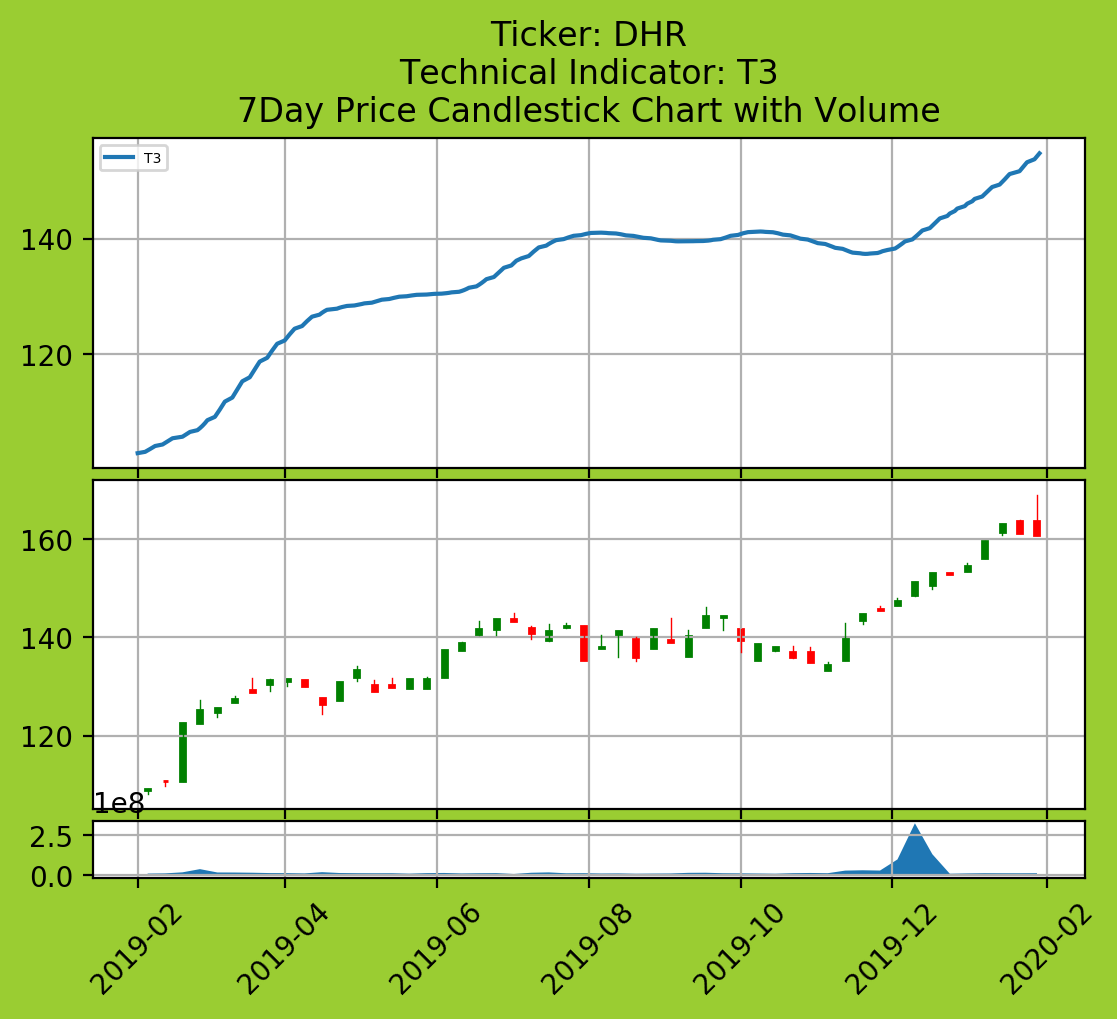 Ticker: DHR
Technical Indicator: T3
7Day Price Candlestick Chart with Volume
T3
140
120
160
140
120
1e8
2.5
0.0
2019-02
2019-04
2019-06
2019-08
2019-10
2019-12
2020-02